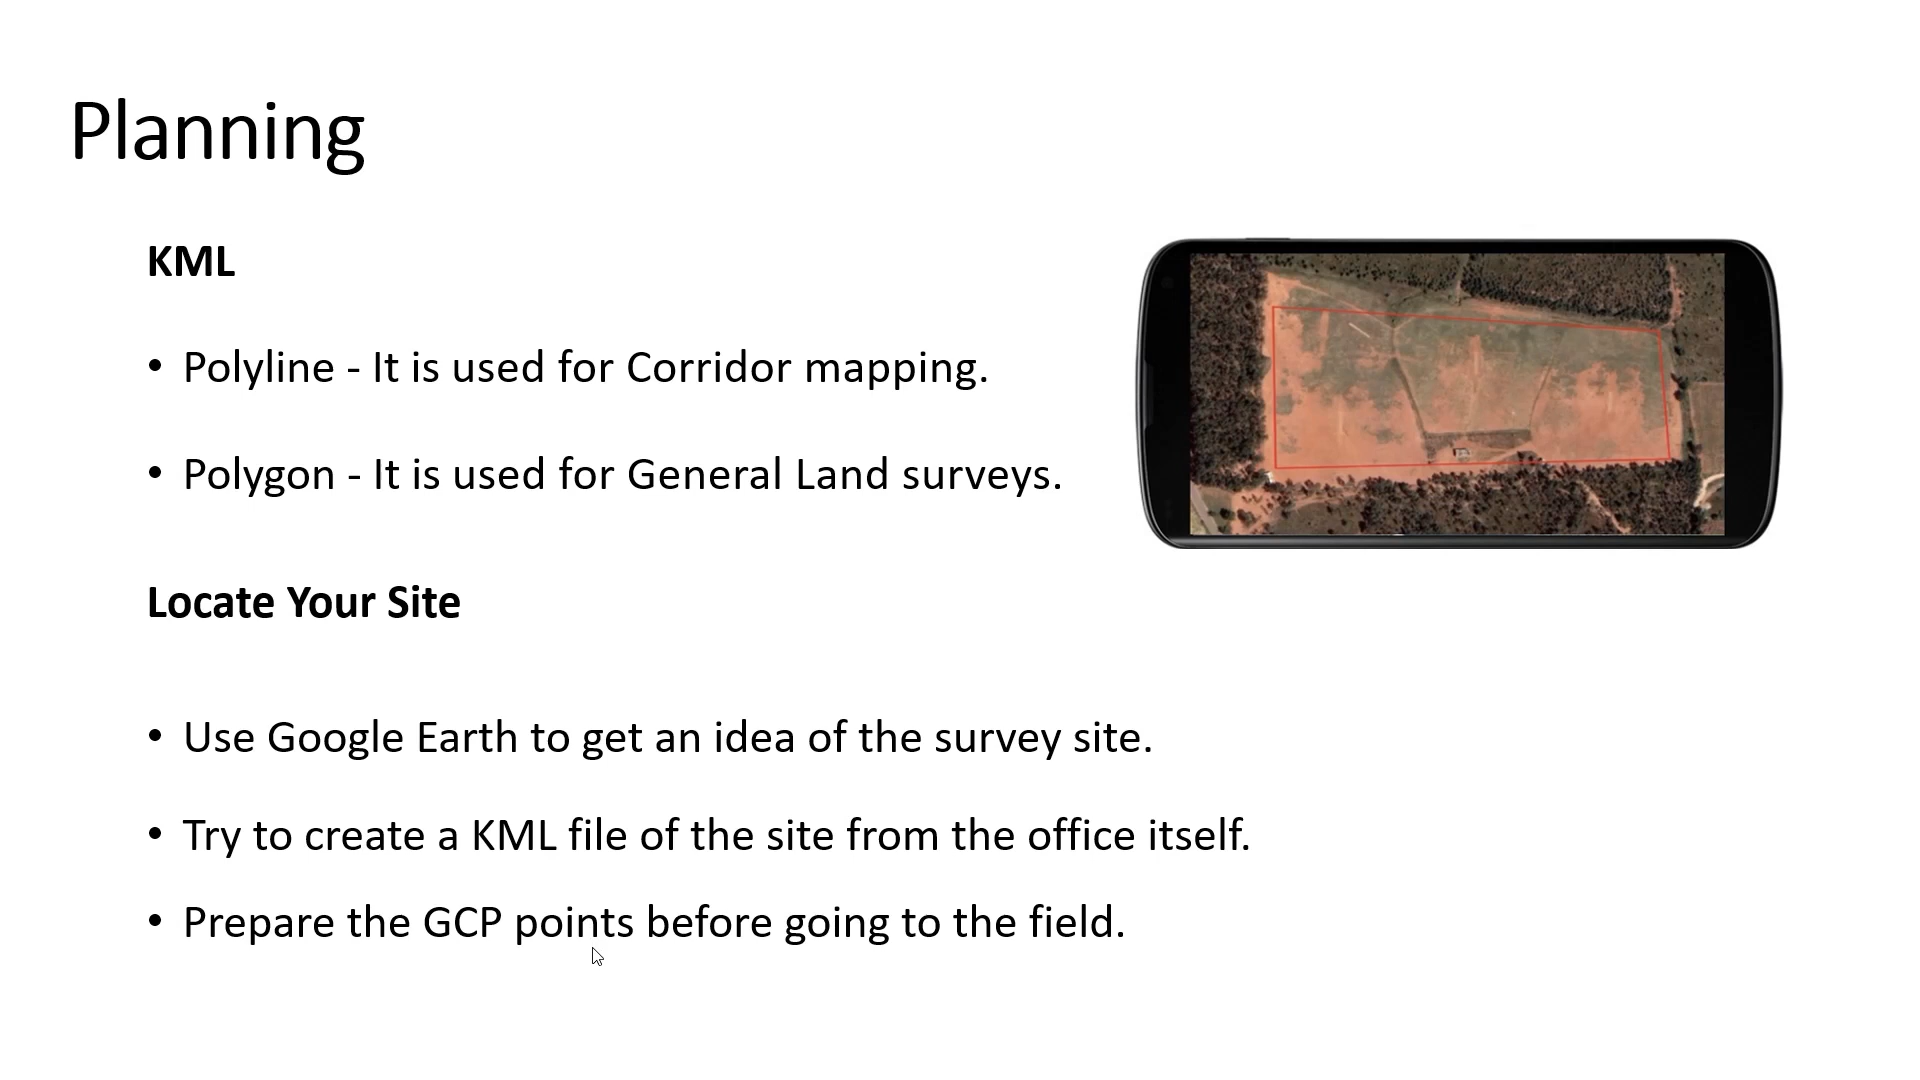 Planning
KML
• Polyline - It is used for Corridor mapping.
• Polygon - It is used for General Land surveys.
Locate Your Site
• Use Google Earth to get an idea of the survey site.
• Try to create a KML file of the site from the office itself.
• Prepare the GCP points before going to the field.